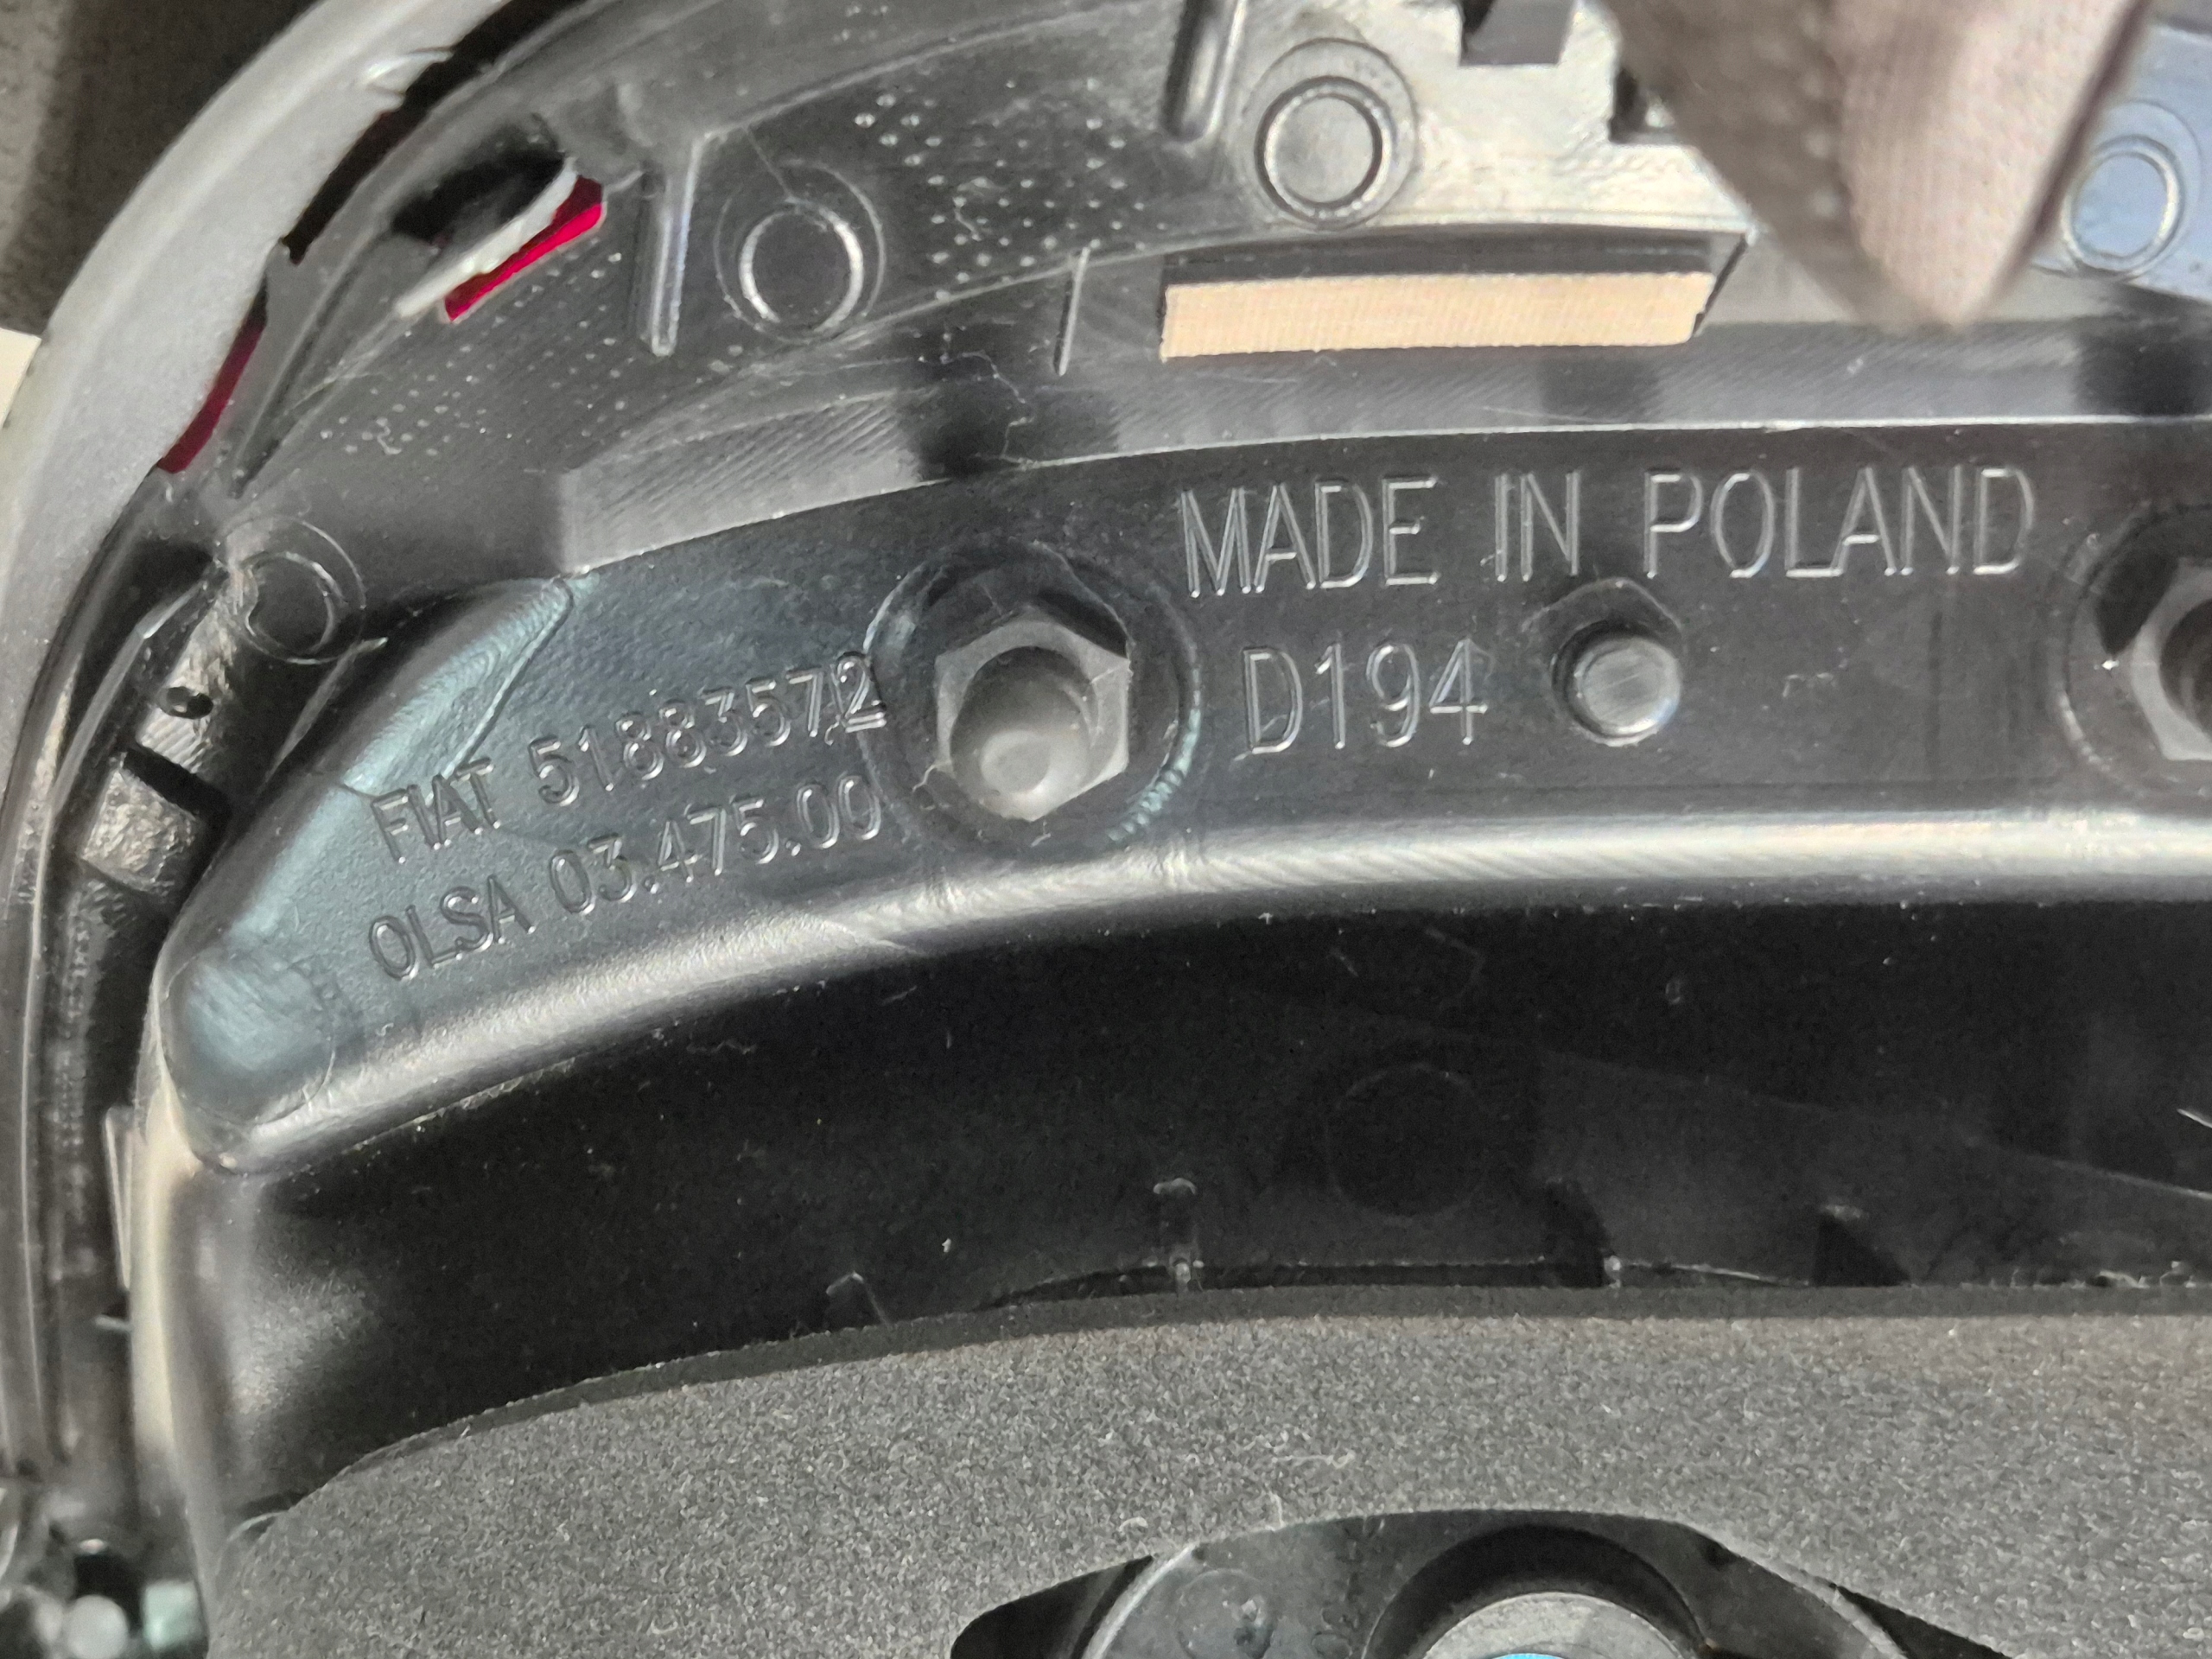 MADE IN POLAND
D194
FIAT 51883572
OLSA 03.475.00